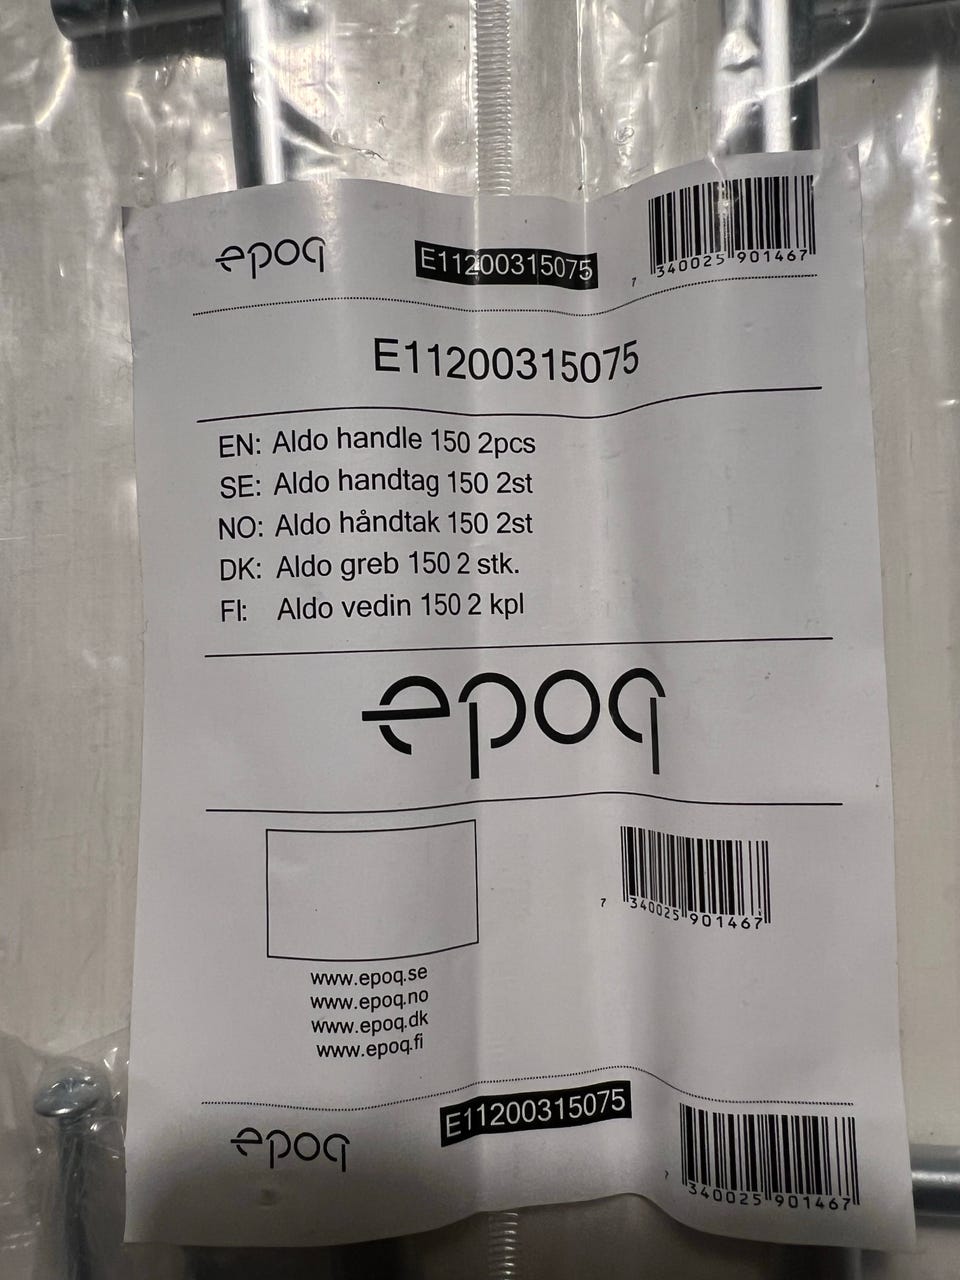 epoq
E11200315075
7 340025 901467
E11200315075
EN: Aldo handle 150 2pcs
SE: Aldo handtag 150 2st
NO: Aldo håndtak 150 2st
DK: Aldo greb 150 2 stk.
FI: Aldo vedin 150 2 kpl
epoq
7 340025 901467
www.epoq.se
www.epoq.no
www.epoq.dk
www.epoq.fi
epoq
E11200315075
7 340025 901467